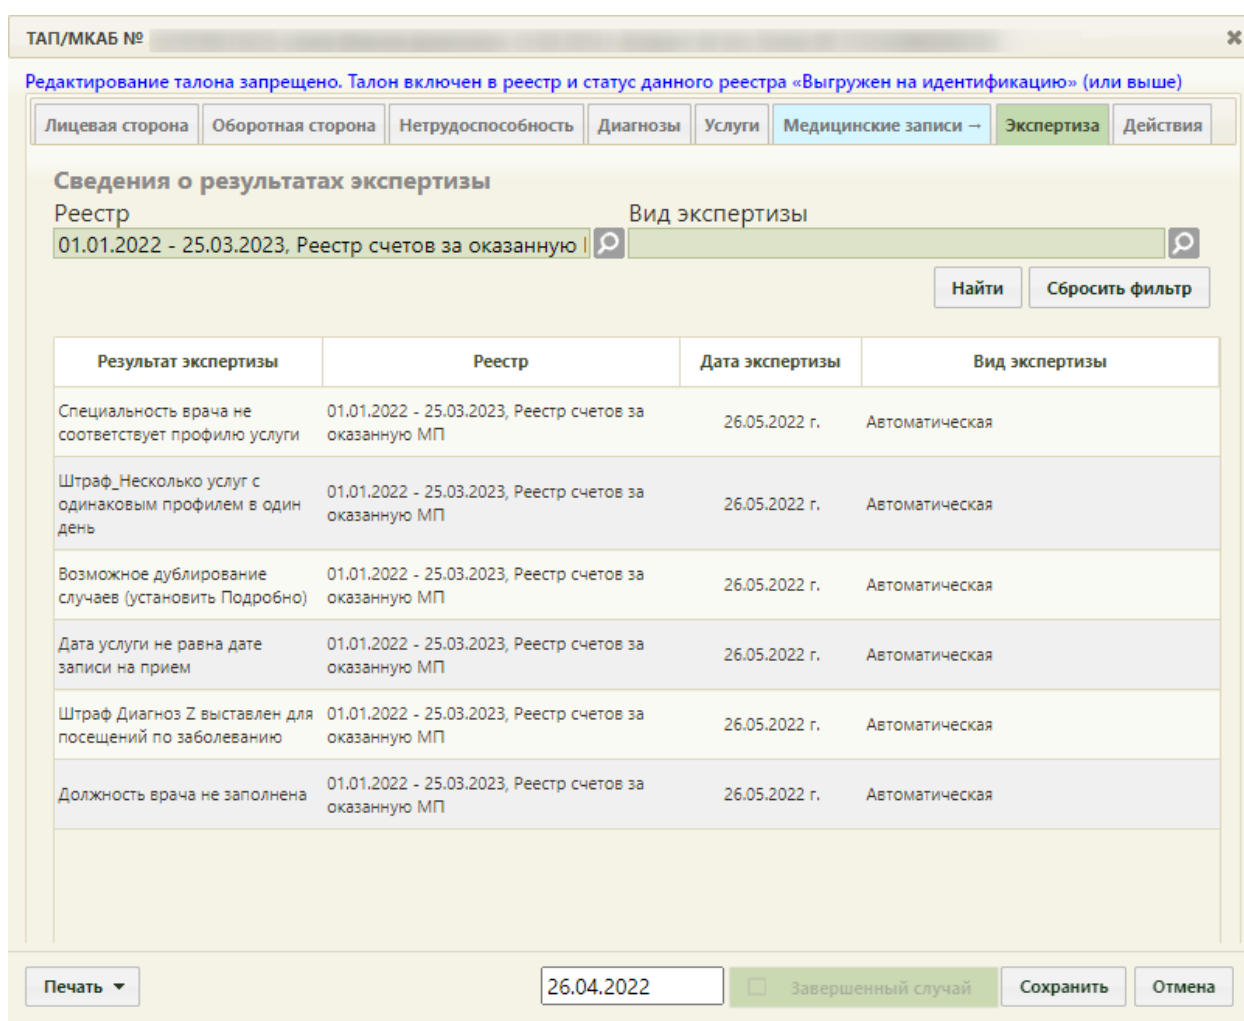 ТАП/МКАБ №
Редактирование талона запрещено. Талон включен в реестр и статус данного реестра «Выгружен на идентификацию» (или выше)
Лицевая сторона Оборотная сторона Нетрудоспособность Диагнозы Услуги Медицинские записи → Экспертиза Действия
Сведения о результатах экспертизы
Реестр Вид экспертизы
01.01.2022 - 25.03.2023, Реестр счетов за оказанную
Найти Сбросить фильтр
Результат экспертизы Реестр Дата экспертизы Вид экспертизы
Специальность врача не
соответствует профилю услуги
01.01.2022 - 25.03.2023, Реестр счетов за
оказанную МП
26.05.2022 г.
Автоматическая
Штраф_Несколько услуг с
одинаковым профилем в один
день
01.01.2022 - 25.03.2023, Реестр счетов за
оказанную МП
26.05.2022 г.
Автоматическая
Возможное дублирование
случаев (установить Подробно)
01.01.2022 - 25.03.2023, Реестр счетов за
оказанную МП
26.05.2022 г.
Автоматическая
Дата услуги не равна дате
записи на прием
01.01.2022 - 25.03.2023, Реестр счетов за
оказанную МП
26.05.2022 г.
Автоматическая
Штраф Диагноз Z выставлен для
посещений по заболеванию
01.01.2022 - 25.03.2023, Реестр счетов за
оказанную МП
26.05.2022 г.
Автоматическая
Должность врача не заполнена
01.01.2022 - 25.03.2023, Реестр счетов за
оказанную МП
26.05.2022 г.
Автоматическая
Печать 26.04.2022 Завершенный случай Сохранить Отмена